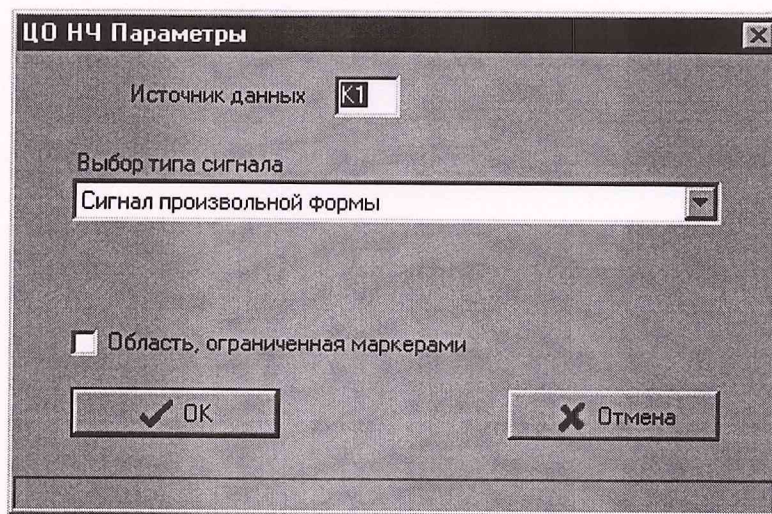 ЦО НЧ Параметры
Источник данных K1
Выбор типа сигнала
Сигнал произвольной формы
Область, ограниченная маркерами
OK Отмена